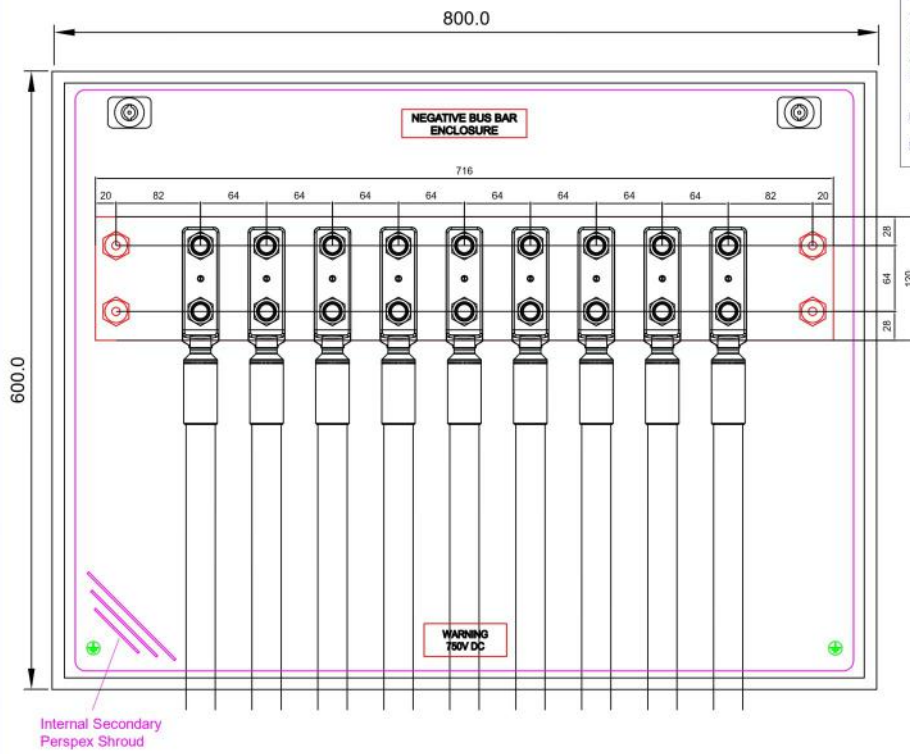 800.0
NEGATIVE BUS BAR
ENCLOSURE
716
20 82 64 64 64 64 64 64 64 64 82 20
28
64
120
28
600.0
WARNING
750V DC
Internal Secondary
Perspex Shroud